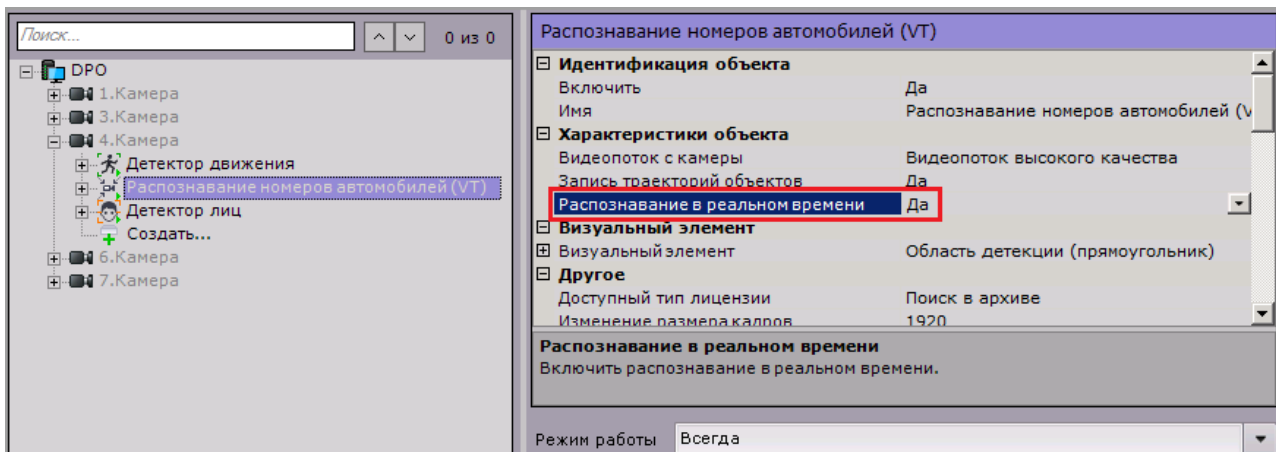 Поиск...
0 из 0
DPO
1.Камера
3.Камера
4.Камера
Детектор движения
Распознавание номеров автомобилей (VT)
Детектор лиц
Создать...
6.Камера
7.Камера
Распознавание номеров автомобилей (VT)
Идентификация объекта
Включить Да
Имя Распознавание номеров автомобилей (V
Характеристики объекта
Видеопоток с камеры Видеопоток высокого качества
Запись траекторий объектов Да
Распознавание в реальном времени Да
Визуальный элемент
Визуальный элемент Область детекции (прямоугольник)
Другое
Доступный тип лицензии Поиск в архиве
Изменение размера кадров 1920
Распознавание в реальном времени
Включить распознавание в реальном времени.
Режим работы Всегда